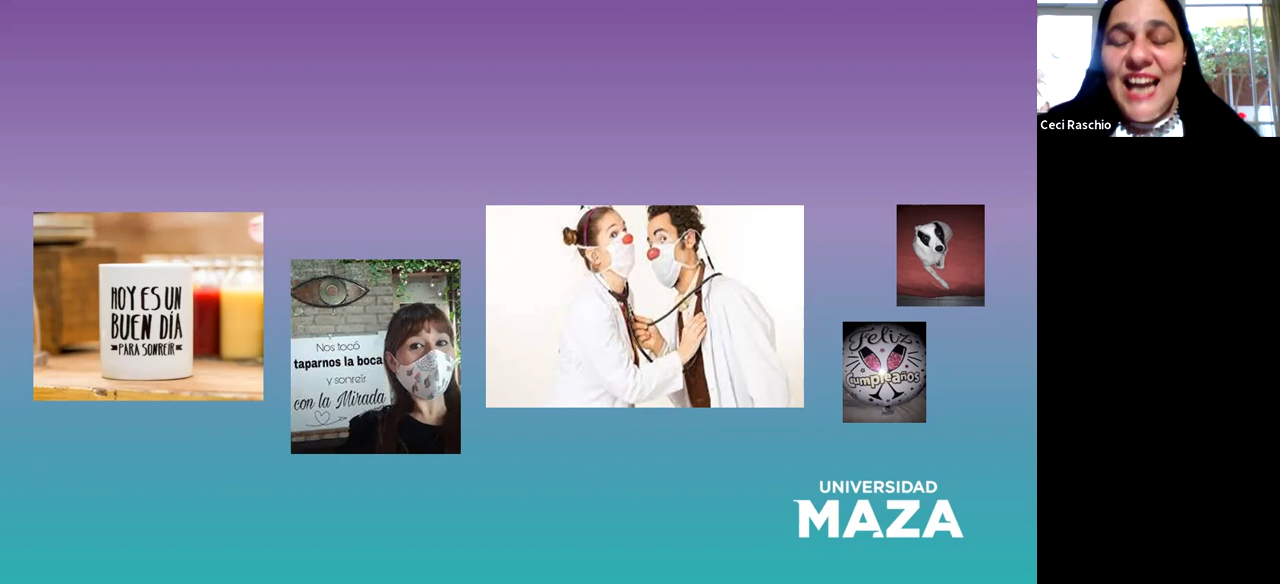 Ceci Raschio
HOY ES UN
BUEN DÍA
PARA SONREÍR
Nos tocó
taparnos la boca
y sonreír
con la Mirada
Feliz
Cumpleaños
UNIVERSIDAD
MAZA